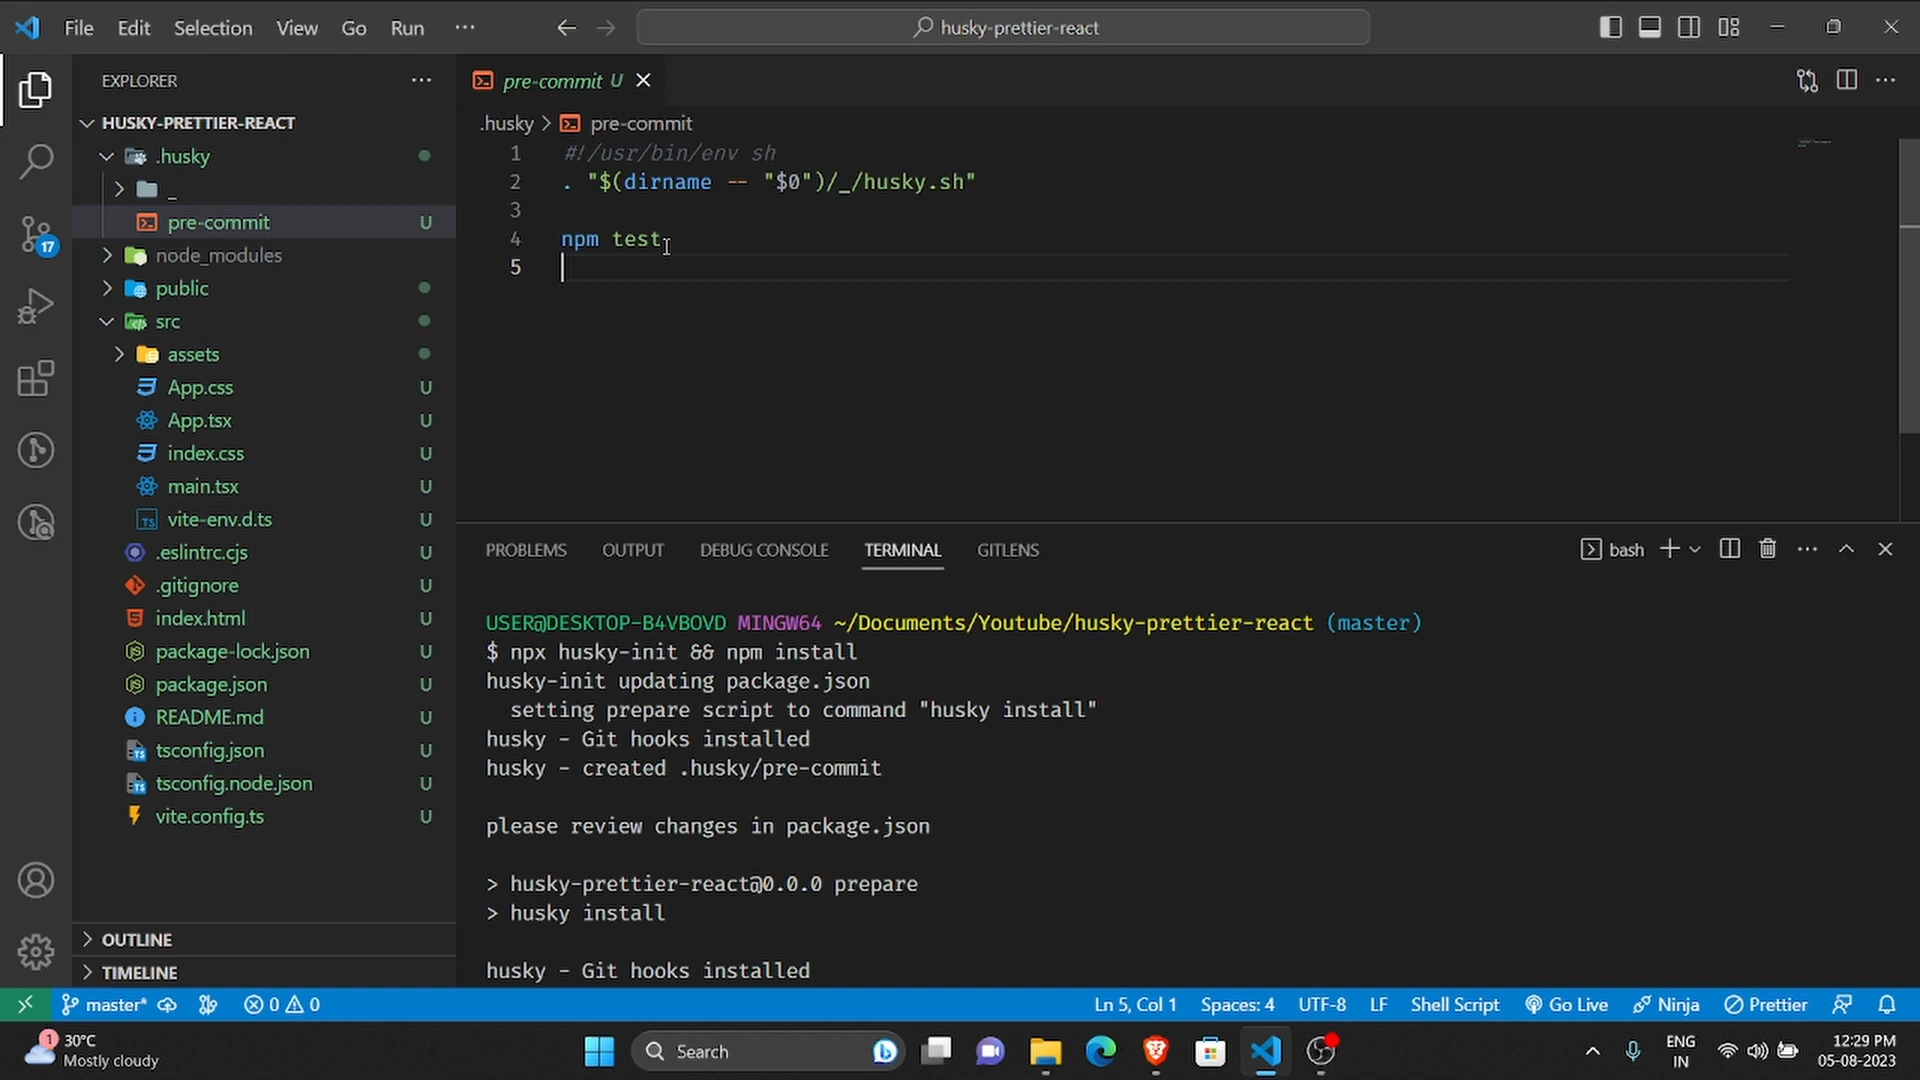 File Edit Selection View Go Run ··· husky-prettier-react
EXPLORER ···
HUSKY-PRETTIER-REACT
.husky
_
pre-commit U
node_modules
public
src
assets
App.css U
App.tsx U
index.css U
main.tsx U
vite-env.d.ts U
.eslintrc.cjs U
.gitignore U
index.html U
package-lock.json U
package.json U
README.md U
tsconfig.json U
tsconfig.node.json U
vite.config.ts U
OUTLINE
TIMELINE
17
pre-commit U
.husky > pre-commit
1 #!/usr/bin/env sh
2 . "$(dirname -- "$0")/_/husky.sh"
3
4 npm test
5
PROBLEMS OUTPUT DEBUG CONSOLE TERMINAL GITLENS bash
USER@DESKTOP-B4VBOVD MINGW64 ~/Documents/Youtube/husky-prettier-react (master)
$ npx husky-init && npm install
husky-init updating package.json
setting prepare script to command "husky install"
husky - Git hooks installed
husky - created .husky/pre-commit
please review changes in package.json
> husky-prettier-react@0.0.0 prepare
> husky install
husky - Git hooks installed
master* 0 0 Ln 5, Col 1 Spaces: 4 UTF-8 LF Shell Script Go Live Ninja Prettier
1 30°C
Mostly cloudy
Search
ENG
IN
12:29 PM
05-08-2023